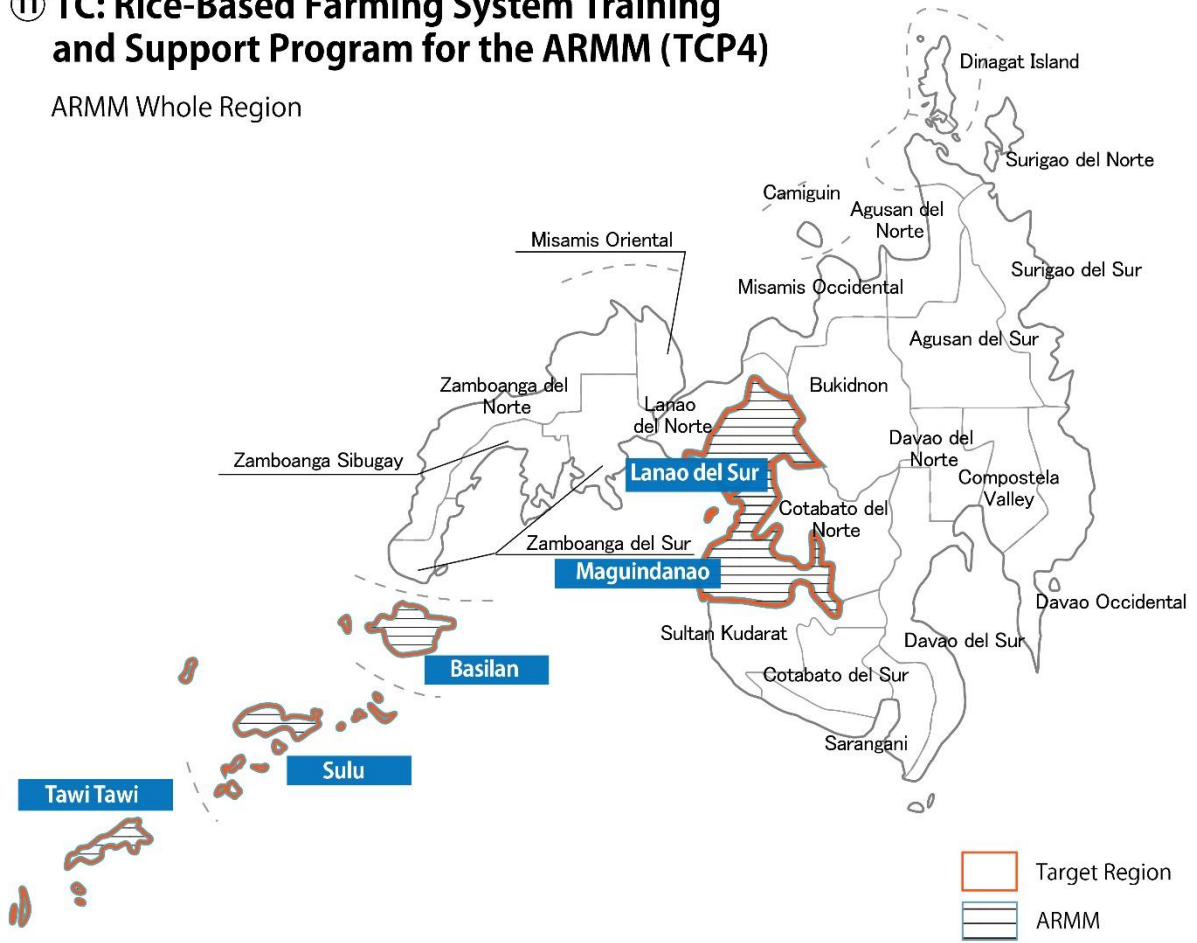 ⑪ TC: Rice-Based Farming System Training
and Support Program for the ARMM (TCP4)
ARMM Whole Region
Dinagat Island
Surigao del Norte
Camiguin
Agusan del
Norte
Misamis Oriental
Surigao del Sur
Misamis Occidental
Agusan del Sur
Zamboanga del
Norte
Bukidnon
Lanao
del Norte
Davao del
Norte
Zamboanga Sibugay
Lanao del Sur
Compostela
Valley
Cotabato del
Norte
Zamboanga del Sur
Maguindanao
Davao Occidental
Sultan Kudarat
Davao del Sur
Basilan
Cotabato del Sur
Sarangani
Sulu
Tawi Tawi
Target Region
ARMM